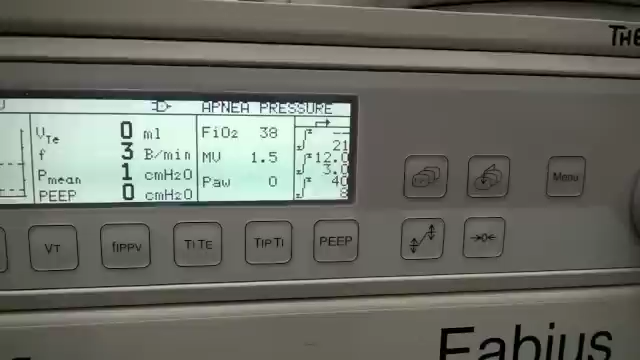 THE
APNEA PRESSURE
VTe 0 ml
f 3 B/min
Pmean 1 cmH2O
PEEP 0 cmH2O
FiO2 38
MV 1.5
Paw 0
--
21
12.0
3.0
40
8
Menu
VT
fIPPV
TI:TE
TIP:TI
PEEP
→0←
Fabius